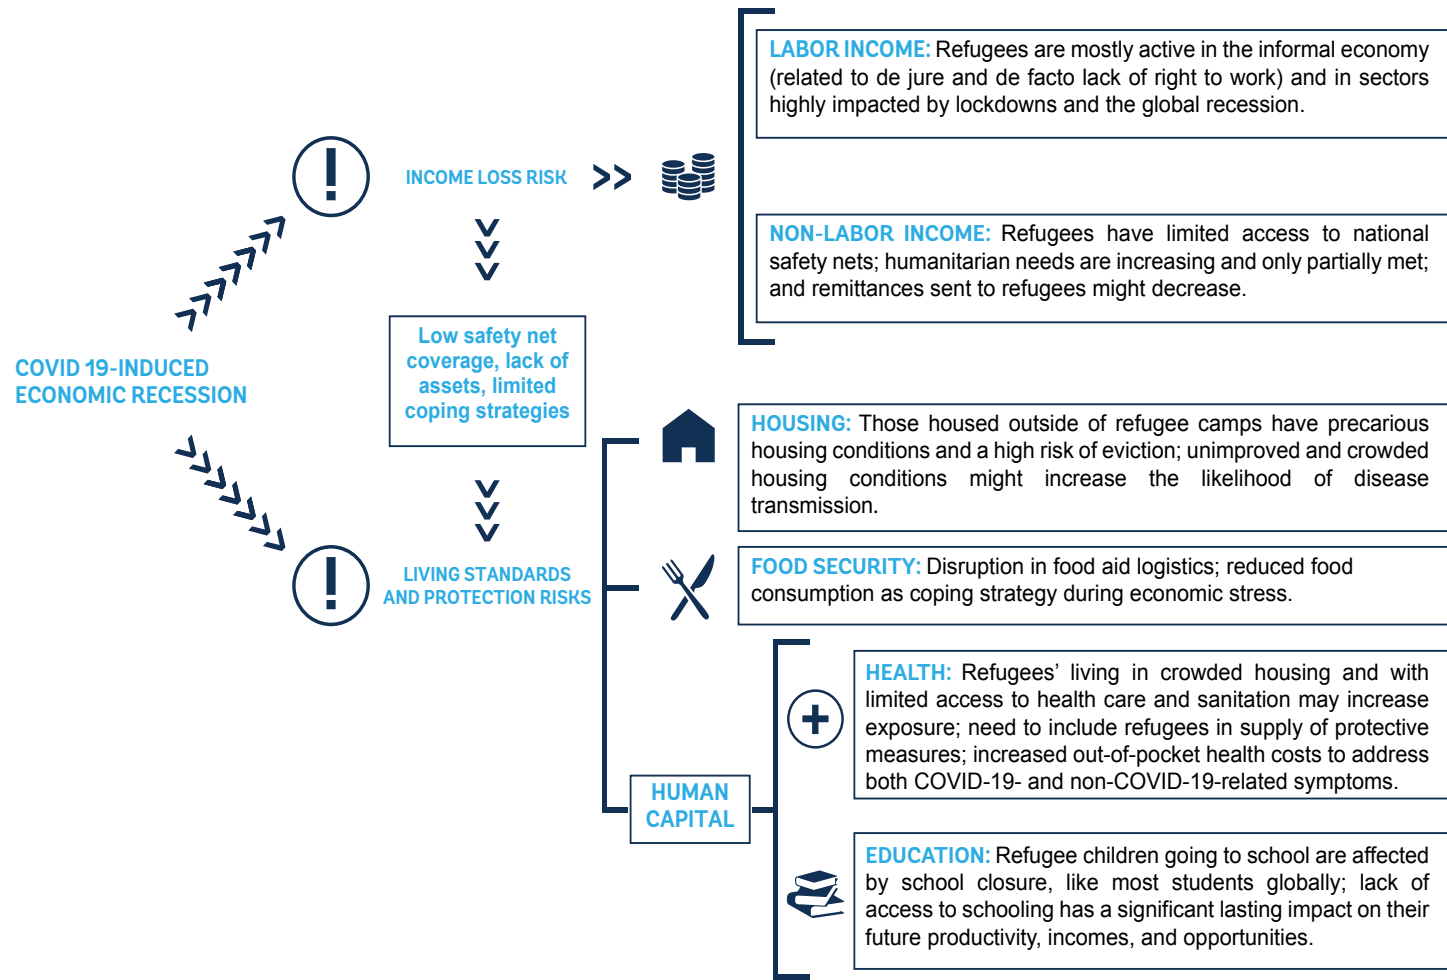 LABOR INCOME: Refugees are mostly active in the informal economy
(related to de jure and de facto lack of right to work) and in sectors
highly impacted by lockdowns and the global recession.
INCOME LOSS RISK
NON-LABOR INCOME: Refugees have limited access to national
safety nets; humanitarian needs are increasing and only partially met;
and remittances sent to refugees might decrease.
Low safety net
coverage, lack of
assets, limited
coping strategies
COVID 19-INDUCED
ECONOMIC RECESSION
HOUSING: Those housed outside of refugee camps have precarious
housing conditions and a high risk of eviction; unimproved and crowded
housing conditions might increase the likelihood of disease
transmission.
LIVING STANDARDS
AND PROTECTION RISKS
FOOD SECURITY: Disruption in food aid logistics; reduced food
consumption as coping strategy during economic stress.
HUMAN
CAPITAL
HEALTH: Refugees’ living in crowded housing and with
limited access to health care and sanitation may increase
exposure; need to include refugees in supply of protective
measures; increased out-of-pocket health costs to address
both COVID-19- and non-COVID-19-related symptoms.
EDUCATION: Refugee children going to school are affected
by school closure, like most students globally; lack of
access to schooling has a significant lasting impact on their
future productivity, incomes, and opportunities.